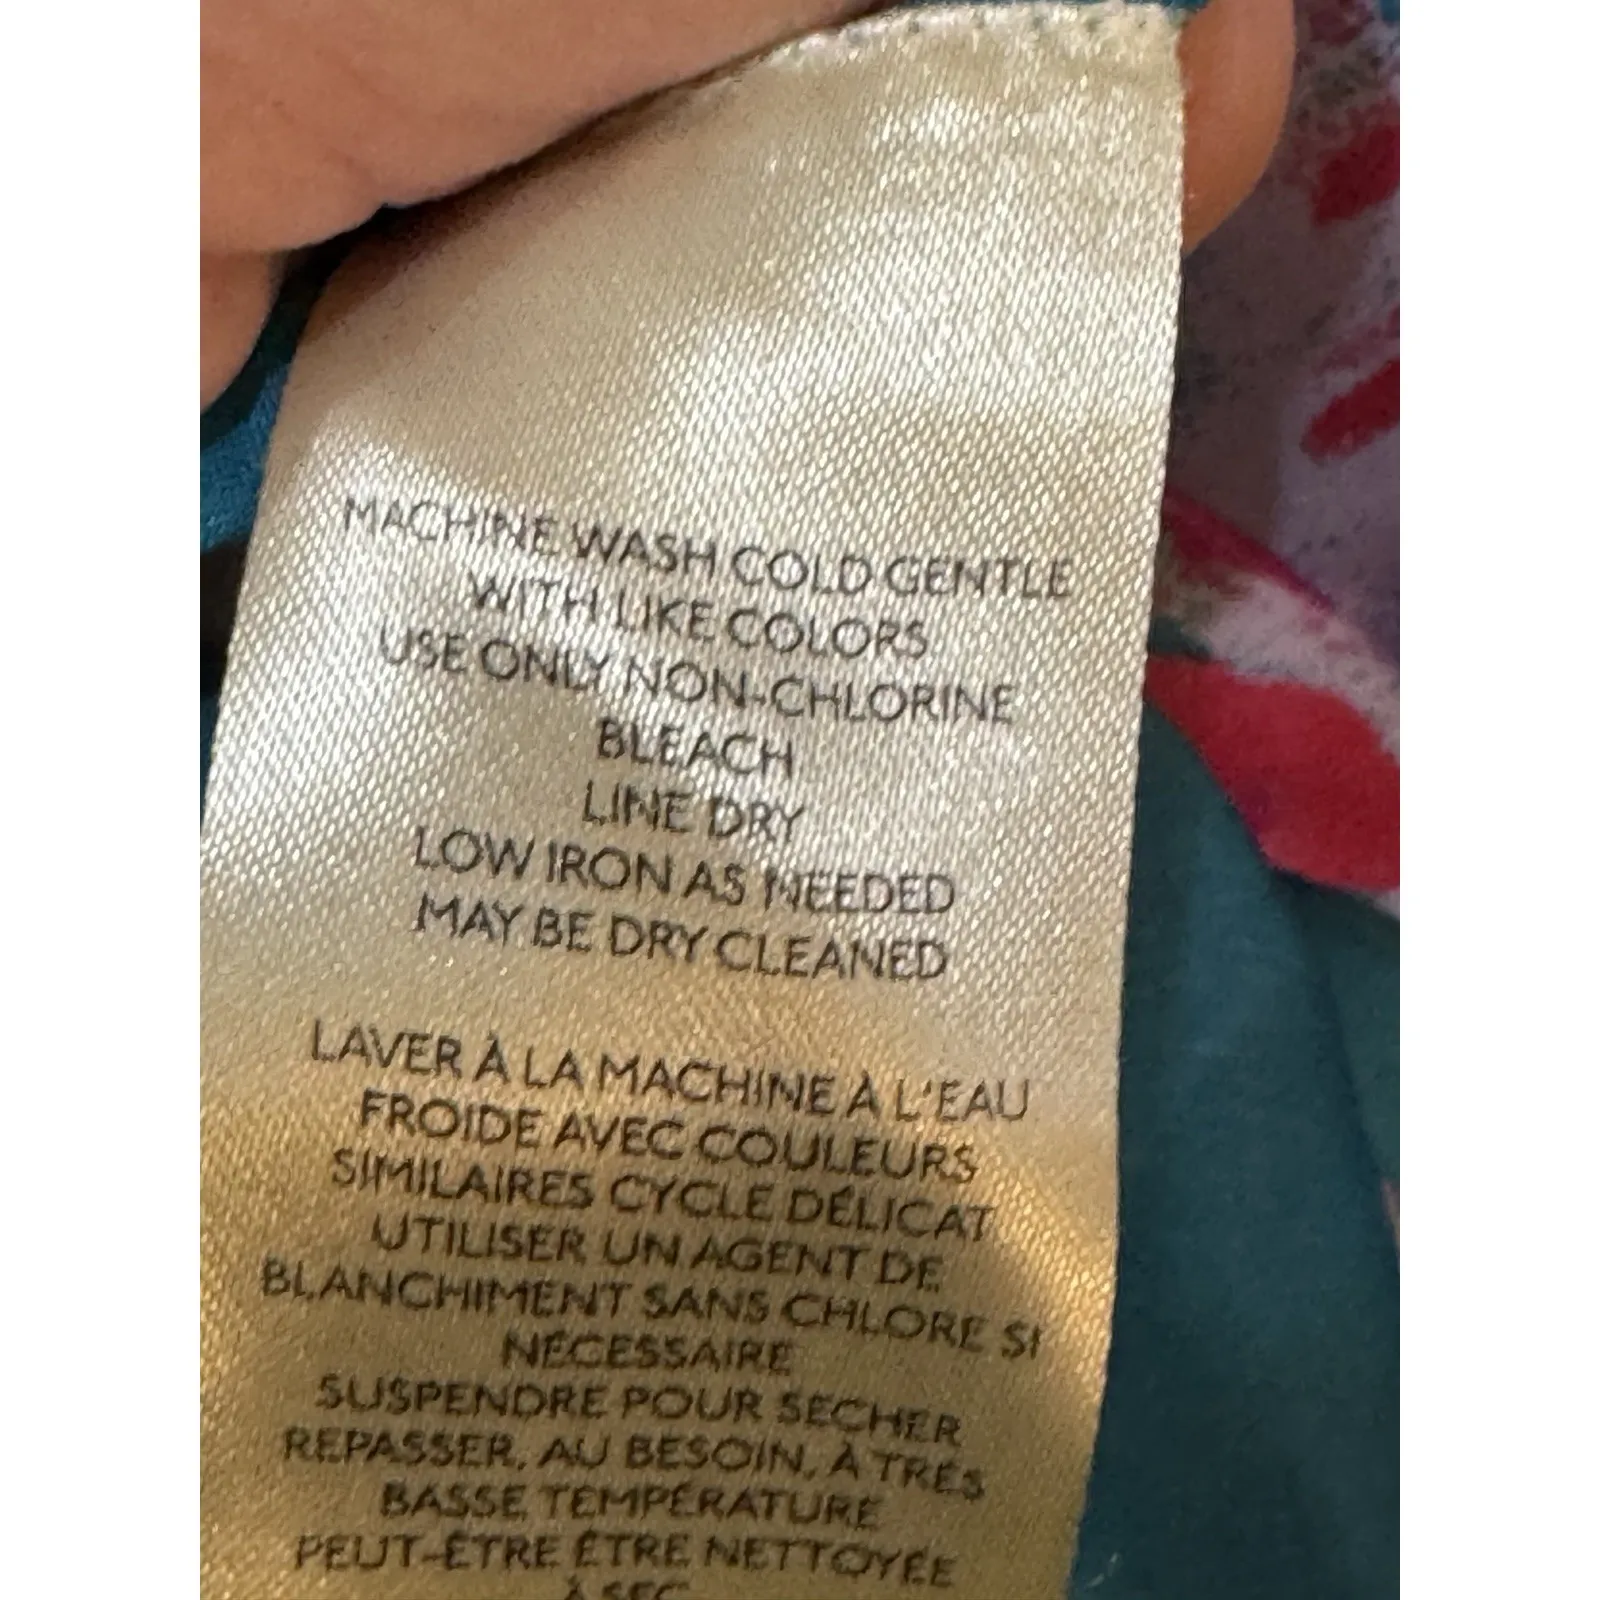 MACHINE WASH COLD GENTLE
WITH LIKE COLORS
USE ONLY NON-CHLORINE
BLEACH
LINE DRY
LOW IRON AS NEEDED
MAY BE DRY CLEANED
LAVER À LA MACHINE À L'EAU
FROIDE AVEC COULEURS
SIMILAIRES CYCLE DÉLICAT
UTILISER UN AGENT DE
BLANCHIMENT SANS CHLORE SI
NÉCESSAIRE
SUSPENDRE POUR SÉCHER
REPASSER, AU BESOIN, À TRÈS
BASSE TEMPÉRATURE
PEUT-ÊTRE ÊTRE NETTOYÉE
À SEC